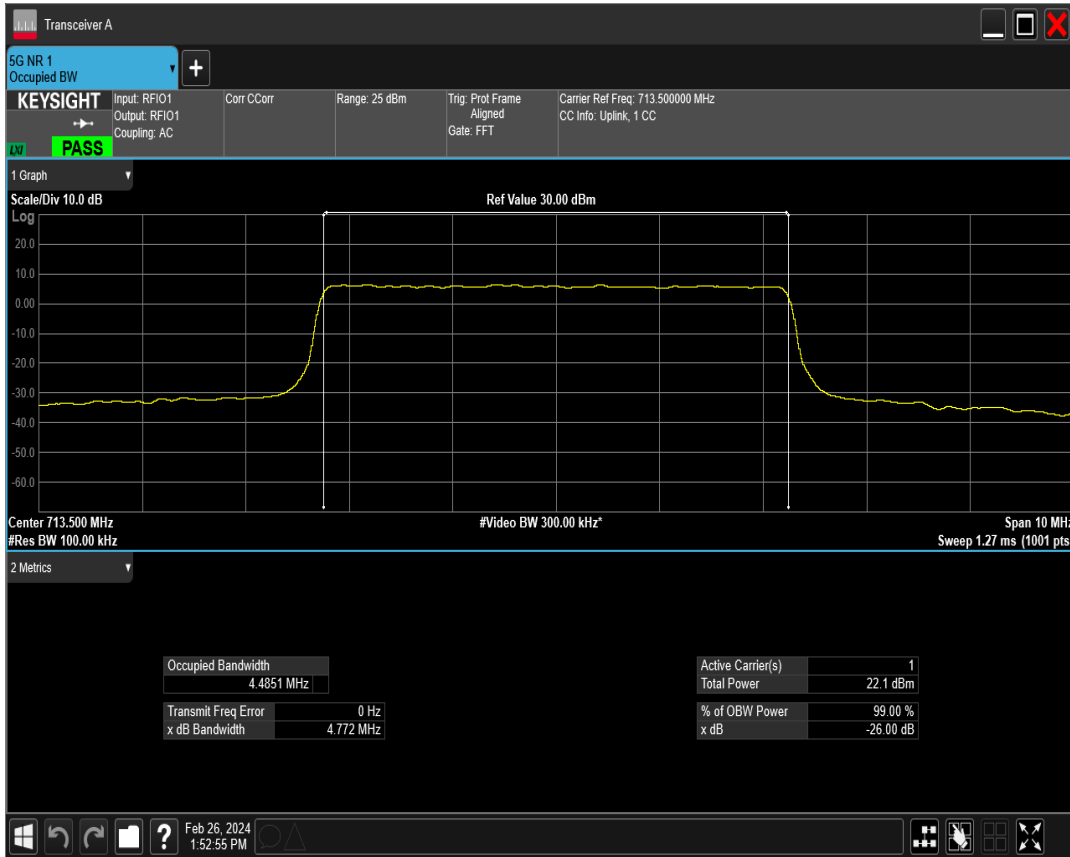 Transceiver A
5G NR 1
Occupied BW
KEYSIGHT
LXI
PASS
Input: RFIO1
Output: RFIO1
Coupling: AC
Corr CCorr
Range: 25 dBm
Trig: Prot Frame
Aligned
Gate: FFT
Carrier Ref Freq: 713.500000 MHz
CC Info: Uplink, 1 CC
1 Graph
Scale/Div 10.0 dB
Ref Value 30.00 dBm
Log
20.0
10.0
0.00
-10.0
-20.0
-30.0
-40.0
-50.0
-60.0
Center 713.500 MHz
#Video BW 300.00 kHz*
Span 10 MHz
#Res BW 100.00 kHz
Sweep 1.27 ms (1001 pts
2 Metrics
Occupied Bandwidth
4.4851 MHz
Transmit Freq Error 0 Hz
x dB Bandwidth 4.772 MHz
Active Carrier(s) 1
Total Power 22.1 dBm
% of OBW Power 99.00 %
x dB -26.00 dB
?
Feb 26, 2024
1:52:55 PM